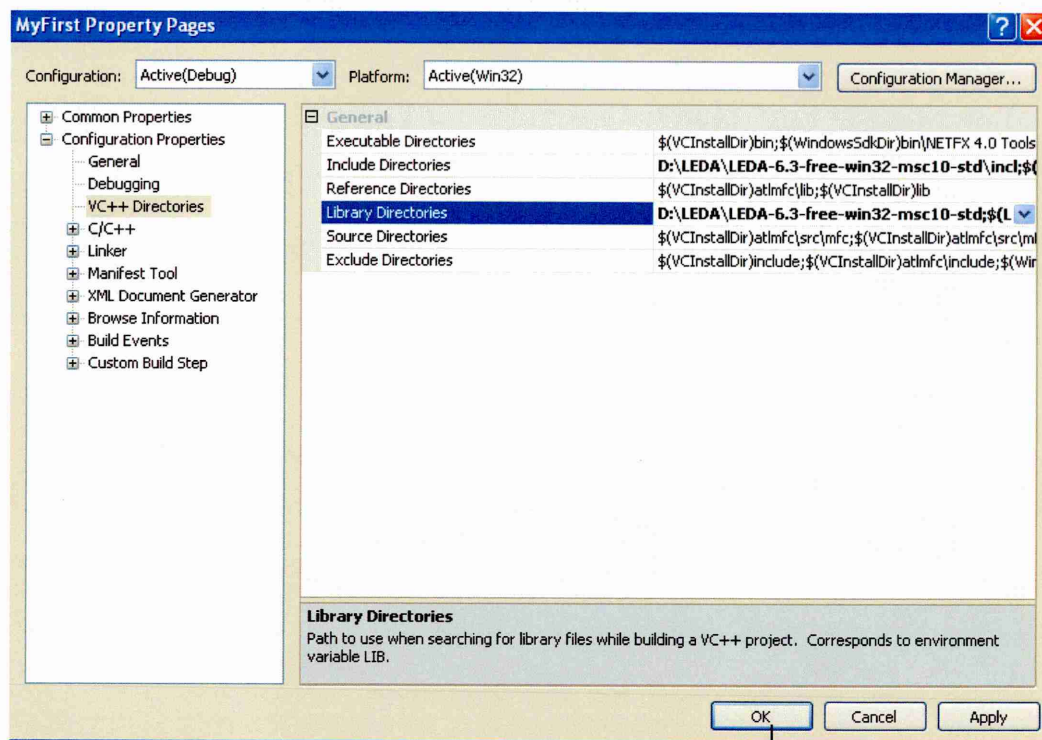 MyFirst Property Pages
Configuration: Active(Debug) Platform: Active(Win32) Configuration Manager...
Common Properties
Configuration Properties
General
Debugging
VC++ Directories
C/C++
Linker
Manifest Tool
XML Document Generator
Browse Information
Build Events
Custom Build Step
General
Executable Directories $(VCInstallDir)bin;$(WindowsSdkDir)bin\NETFX 4.0 Tools
Include Directories D:\LEDA\LEDA-6.3-free-win32-msc10-std\incl;$(
Reference Directories $(VCInstallDir)atlmfc\lib;$(VCInstallDir)lib
Library Directories D:\LEDA\LEDA-6.3-free-win32-msc10-std;$(L
Source Directories $(VCInstallDir)atlmfc\src\mfc;$(VCInstallDir)atlmfc\src\m
Exclude Directories $(VCInstallDir)include;$(VCInstallDir)atlmfc\include;$(Wir
Library Directories
Path to use when searching for library files while building a VC++ project. Corresponds to environment
variable LIB.
OK Cancel Apply